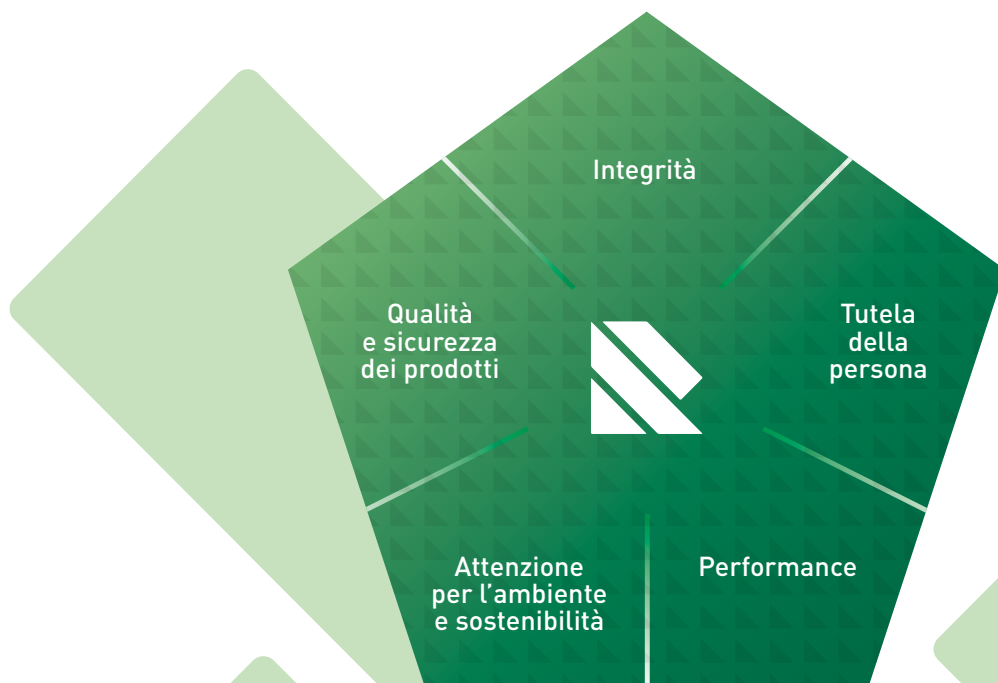 Integrità
Qualità
e sicurezza
dei prodotti
Tutela
della
persona
Attenzione
per l’ambiente
e sostenibilità
Performance